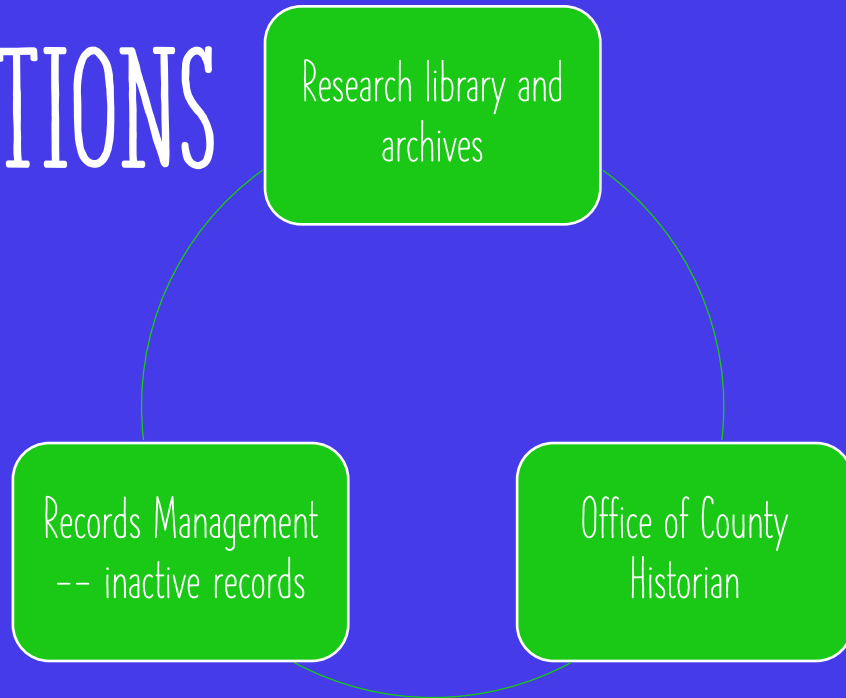 TIONS
Research library and
archives
Records Management
-- inactive records
Office of County
Historian